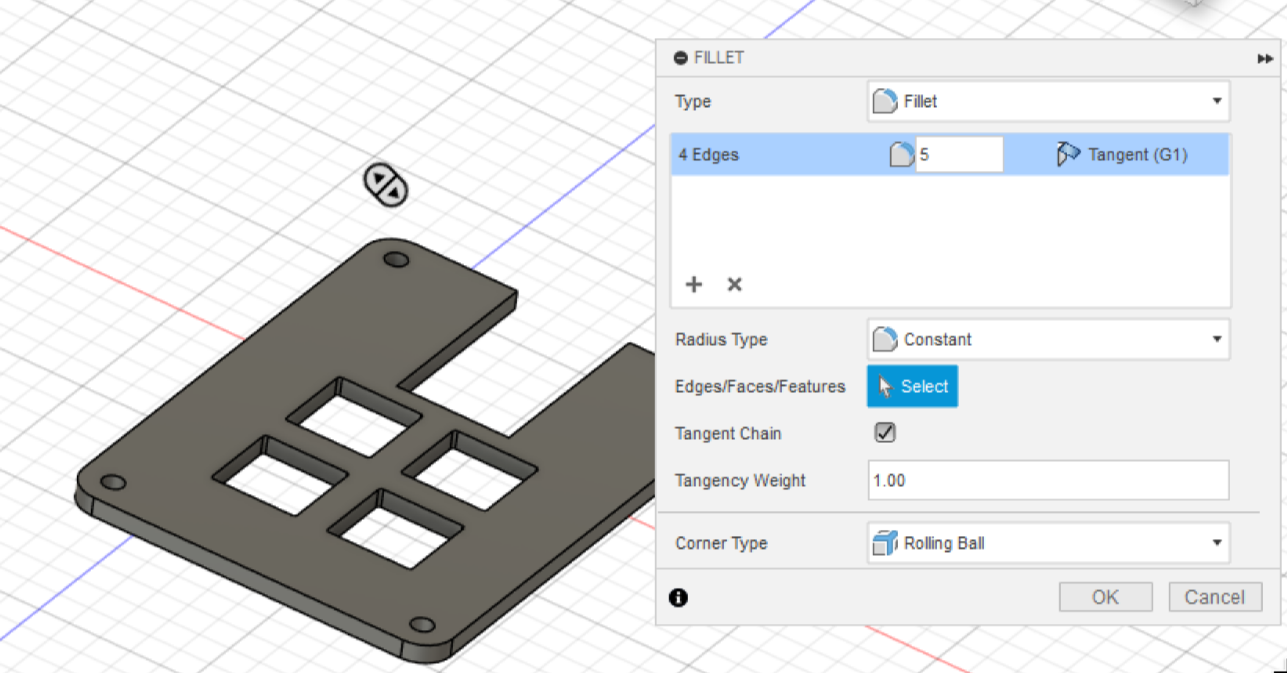 FILLET
Type Fillet
4 Edges 5 Tangent (G1)
Radius Type Constant
Edges/Faces/Features Select
Tangent Chain
Tangency Weight 1.00
Corner Type Rolling Ball
OK Cancel